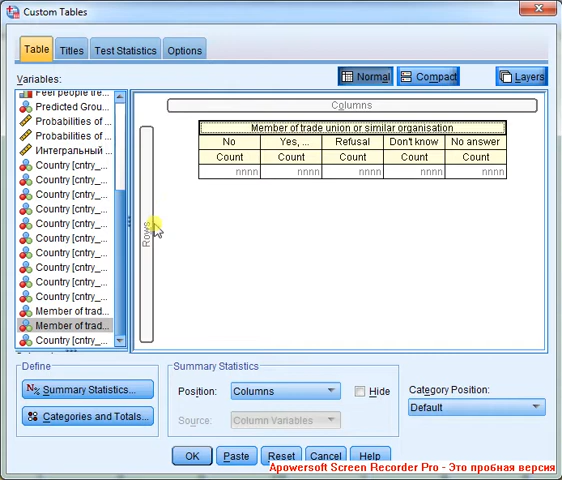 Custom Tables
Table Titles Test Statistics Options
Variables:
Normal Compact Layers
Feel people tre...
Predicted Grou...
Probabilities of ...
Probabilities of ...
Интегральный ...
Country [cntry_...
Country [cntry_...
Country [cntry_...
Country [cntry_...
Country [cntry_...
Country [cntry_...
Country [cntry_...
Country [cntry_...
Country [cntry_...
Country [cntry_...
Member of trad...
Member of trad...
Country [cntry_...
Columns
Rows
Member of trade union or similar organisation
No Yes, ... Refusal Don't know No answer
Count Count Count Count Count
nnnn nnnn nnnn nnnn nnnn
Define
Summary Statistics...
Categories and Totals...
Summary Statistics
Position: Columns Hide
Source: Column Variables
Category Position:
Default
OK Paste Reset Cancel Help
Apowersoft Screen Recorder Pro - Это пробная версия